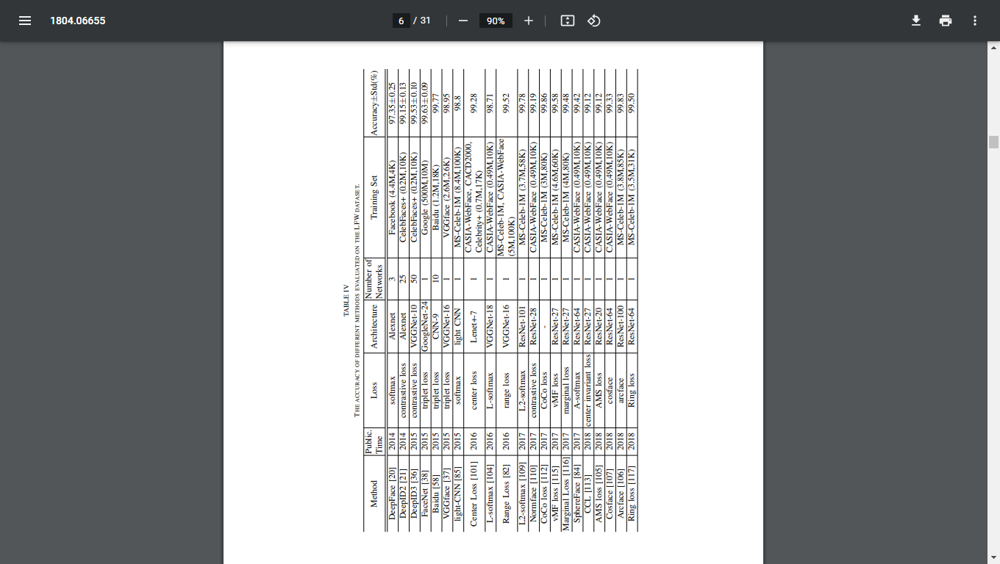 1804.06655
6 / 31
90%
TABLE IV
THE ACCURACY OF DIFFERENT METHODS EVALUATED ON THE LFW DATASET.
Method Public. Time Loss Architecture Number of Networks Training Set Accuracy±Std(%)
DeepFace [20] 2014 softmax Alexnet 3 Facebook (4.4M,4K) 97.35±0.25
DeepID2 [21] 2014 contrastive loss Alexnet 25 CelebFaces+ (0.2M,10K) 99.15±0.13
DeepID3 [36] 2015 contrastive loss VGGNet-10 50 CelebFaces+ (0.2M,10K) 99.53±0.10
FaceNet [38] 2015 triplet loss GoogleNet-24 1 Google (500M,10M) 99.63±0.09
Baidu [58] 2015 triplet loss CNN-9 10 Baidu (1.2M,18K) 99.77
VGGface [37] 2015 triplet loss VGGNet-16 1 VGGface (2.6M,2.6K) 98.95
light-CNN [85] 2015 softmax light CNN 1 MS-Celeb-1M (8.4M,100K) 98.8
Center Loss [101] 2016 center loss Lenet+-7 1 CASIA-WebFace, CACD2000, Celebrity+ (0.7M,17K) 99.28
L-softmax [104] 2016 L-softmax VGGNet-18 1 CASIA-WebFace (0.49M,10K) 98.71
Range Loss [82] 2016 range loss VGGNet-16 1 MS-Celeb-1M, CASIA-WebFace (5M,100K) 99.52
L2-softmax [109] 2017 L2-softmax ResNet-101 1 MS-Celeb-1M (3.7M,58K) 99.78
Normface [110] 2017 contrastive loss ResNet-28 1 CASIA-WebFace (0.49M,10K) 99.19
CoCo loss [112] 2017 CoCo loss - 1 MS-Celeb-1M (3M,80K) 99.86
vMF loss [115] 2017 vMF loss ResNet-27 1 MS-Celeb-1M (4.6M,60K) 99.58
Marginal Loss [116] 2017 marginal loss ResNet-27 1 MS-Celeb-1M (4M,80K) 99.48
SphereFace [84] 2017 A-softmax ResNet-64 1 CASIA-WebFace (0.49M,10K) 99.42
CCL [113] 2018 center invariant loss ResNet-27 1 CASIA-WebFace (0.49M,10K) 99.12
AMS loss [105] 2018 AMS loss ResNet-20 1 CASIA-WebFace (0.49M,10K) 99.12
Cosface [107] 2018 cosface ResNet-64 1 CASIA-WebFace (0.49M,10K) 99.33
Arcface [106] 2018 arcface ResNet-100 1 MS-Celeb-1M (3.8M,85K) 99.83
Ring loss [117] 2018 Ring loss ResNet-64 1 MS-Celeb-1M (3.5M,31K) 99.50